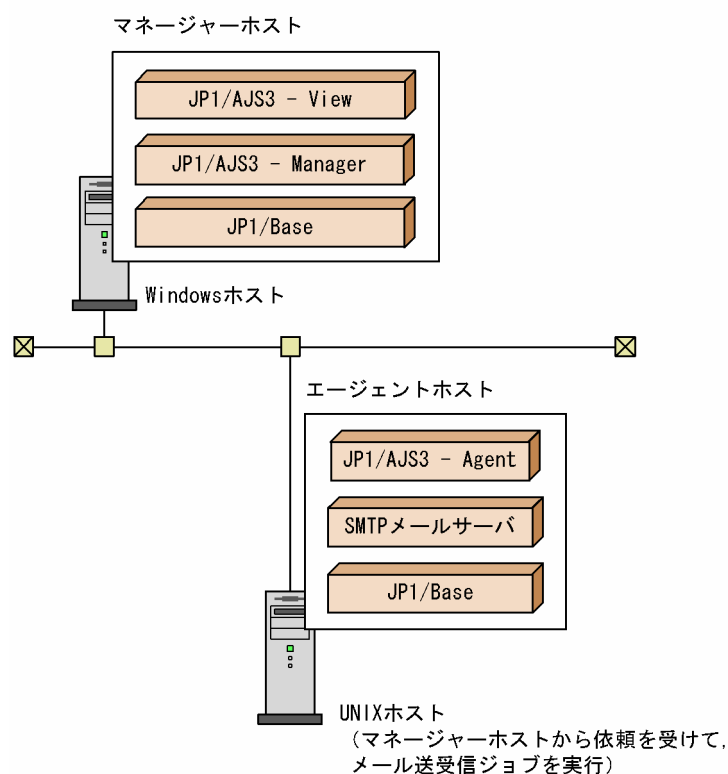 マネージャーホスト
JP1/AJS3 - View
JP1/AJS3 - Manager
JP1/Base
Windowsホスト
エージェントホスト
JP1/AJS3 - Agent
SMTPメールサーバ
JP1/Base
UNIXホスト
（マネージャーホストから依頼を受けて，
メール送受信ジョブを実行）